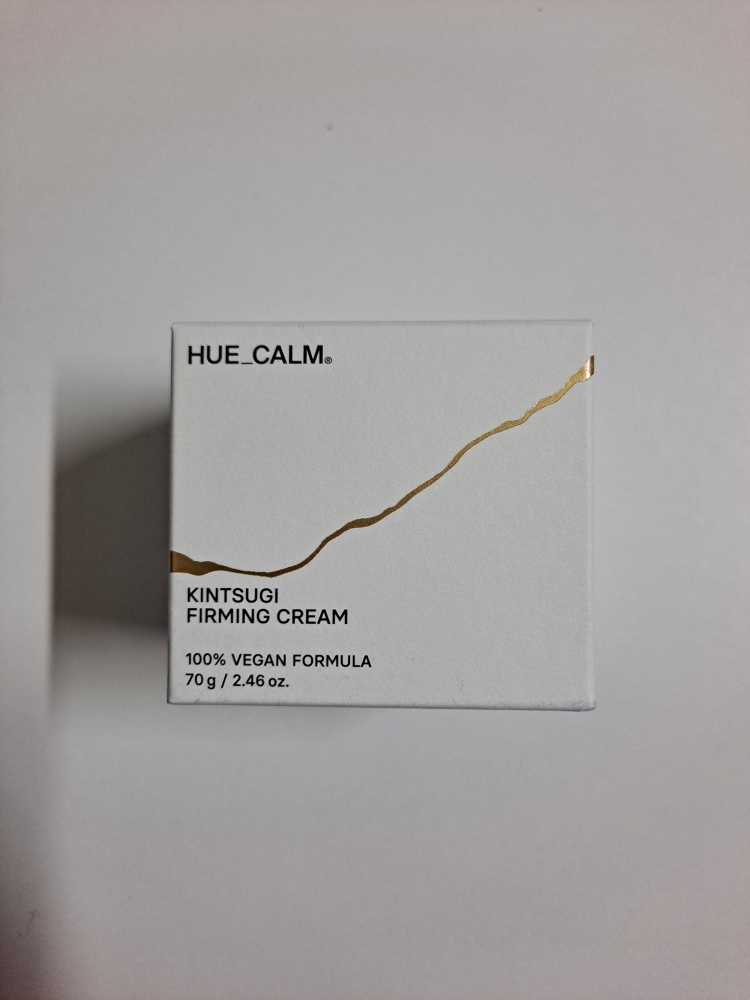 HUE_CALM®
KINTSUGI
FIRMING CREAM
100% VEGAN FORMULA
70 g / 2.46 oz.